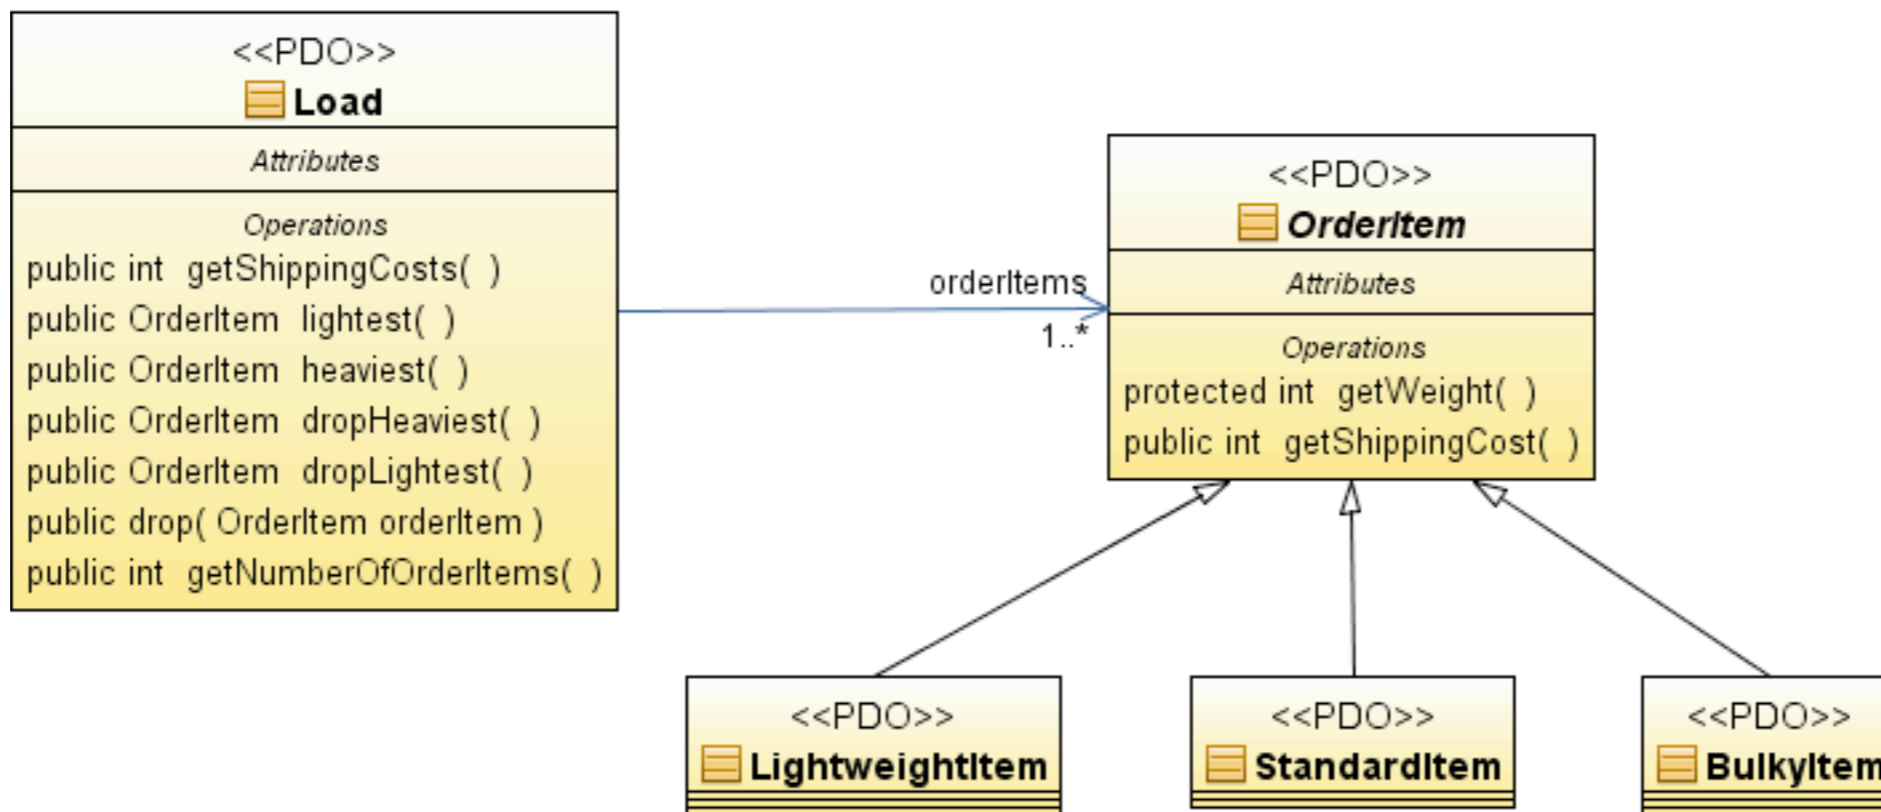 <<PDO>>
Load
Attributes
Operations
public int getShippingCosts( )
public OrderItem lightest( )
public OrderItem heaviest( )
public OrderItem dropHeaviest( )
public OrderItem dropLightest( )
public drop( OrderItem orderItem )
public int getNumberOfOrderItems( )
orderItems
1..*
<<PDO>>
OrderItem
Attributes
Operations
protected int getWeight( )
public int getShippingCost( )
<<PDO>>
LightweightItem
<<PDO>>
StandardItem
<<PDO>>
BulkyItem